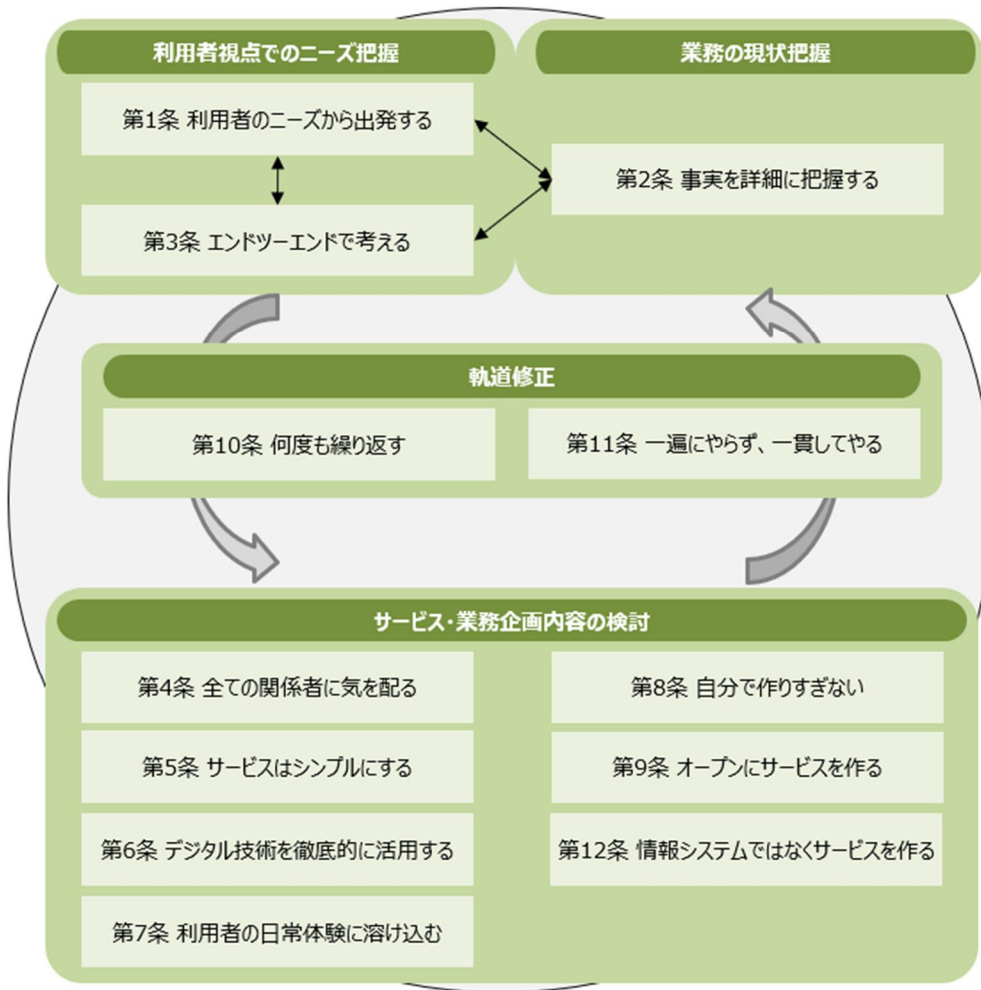 利用者視点でのニーズ把握
第1条 利用者のニーズから出発する
第3条 エンドツーエンドで考える
業務の現状把握
第2条 事実を詳細に把握する
軌道修正
第10条 何度も繰り返す
第11条 一遍にやらず、一貫してやる
サービス・業務企画内容の検討
第4条 全ての関係者に気を配る
第5条 サービスはシンプルにする
第6条 デジタル技術を徹底的に活用する
第7条 利用者の日常体験に溶け込む
第8条 自分で作りすぎない
第9条 オープンにサービスを作る
第12条 情報システムではなくサービスを作る